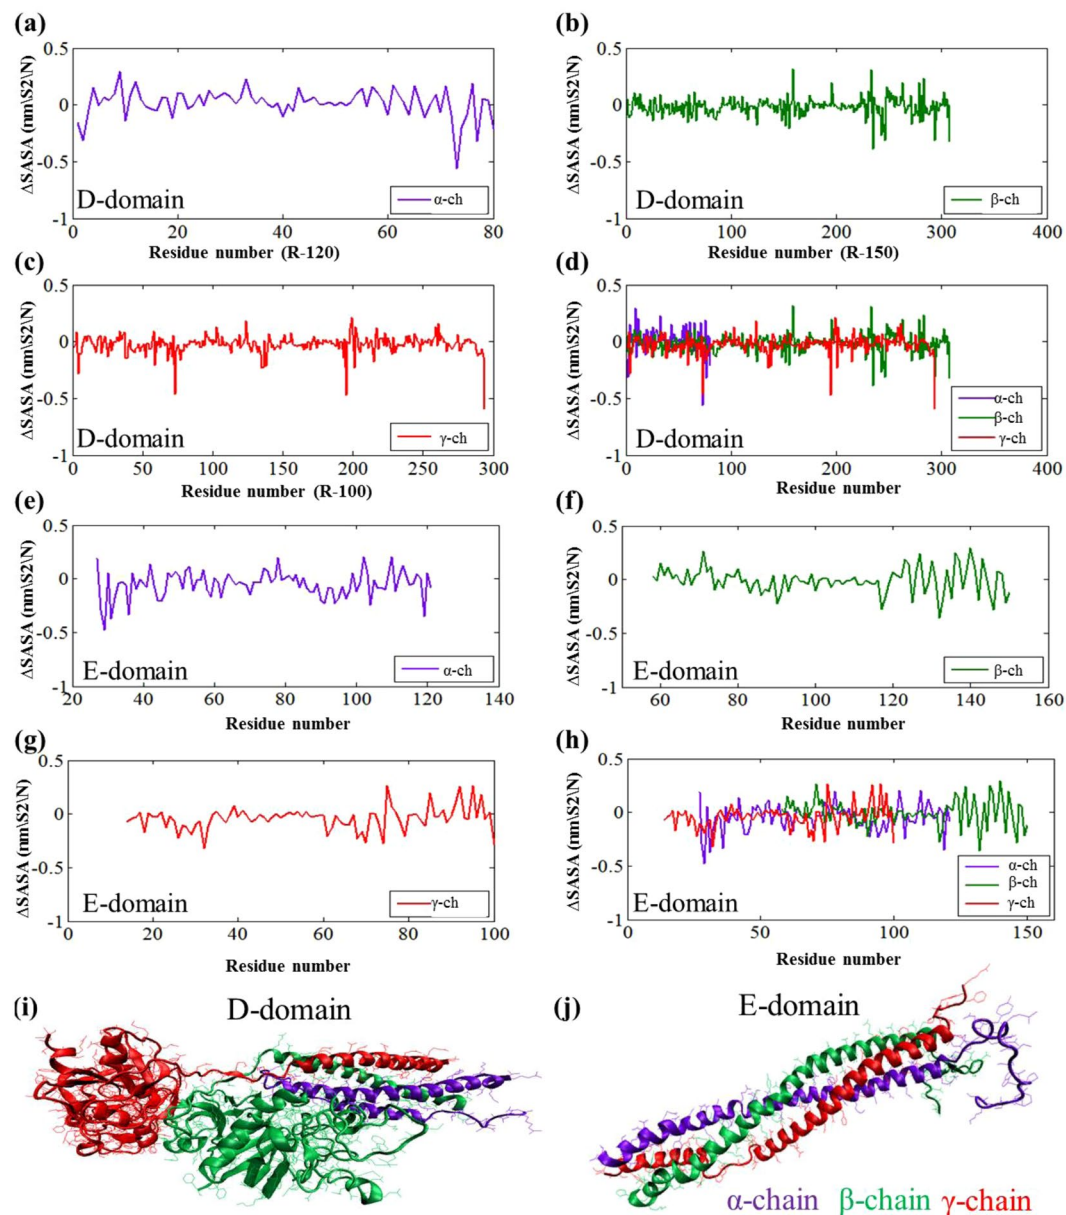 (a)
0.5
0
-0.5
-1
ΔSASA (nm\S2\N)
D-domain
α-ch
0 20 40 60 80
Residue number (R-120)
(b)
0.5
0
-0.5
-1
ΔSASA (nm\S2\N)
D-domain
β-ch
0 100 200 300 400
Residue number (R-150)
(c)
0.5
0
-0.5
-1
ΔSASA (nm\S2\N)
D-domain
γ-ch
0 50 100 150 200 250 300
Residue number (R-100)
(d)
0.5
0
-0.5
-1
ΔSASA (nm\S2\N)
D-domain
α-ch
β-ch
γ-ch
0 100 200 300 400
Residue number
(e)
0.5
0
-0.5
-1
ΔSASA (nm\S2\N)
E-domain
α-ch
20 40 60 80 100 120 140
Residue number
(f)
0.5
0
-0.5
-1
ΔSASA (nm\S2\N)
E-domain
β-ch
60 80 100 120 140 160
Residue number
(g)
0.5
0
-0.5
-1
ΔSASA (nm\S2\N)
E-domain
γ-ch
0 20 40 60 80 100
Residue number
(h)
0.5
0
-0.5
-1
ΔSASA (nm\S2\N)
E-domain
α-ch
β-ch
γ-ch
0 50 100 150
Residue number
(i)
D-domain
(j)
E-domain
α-chain β-chain γ-chain